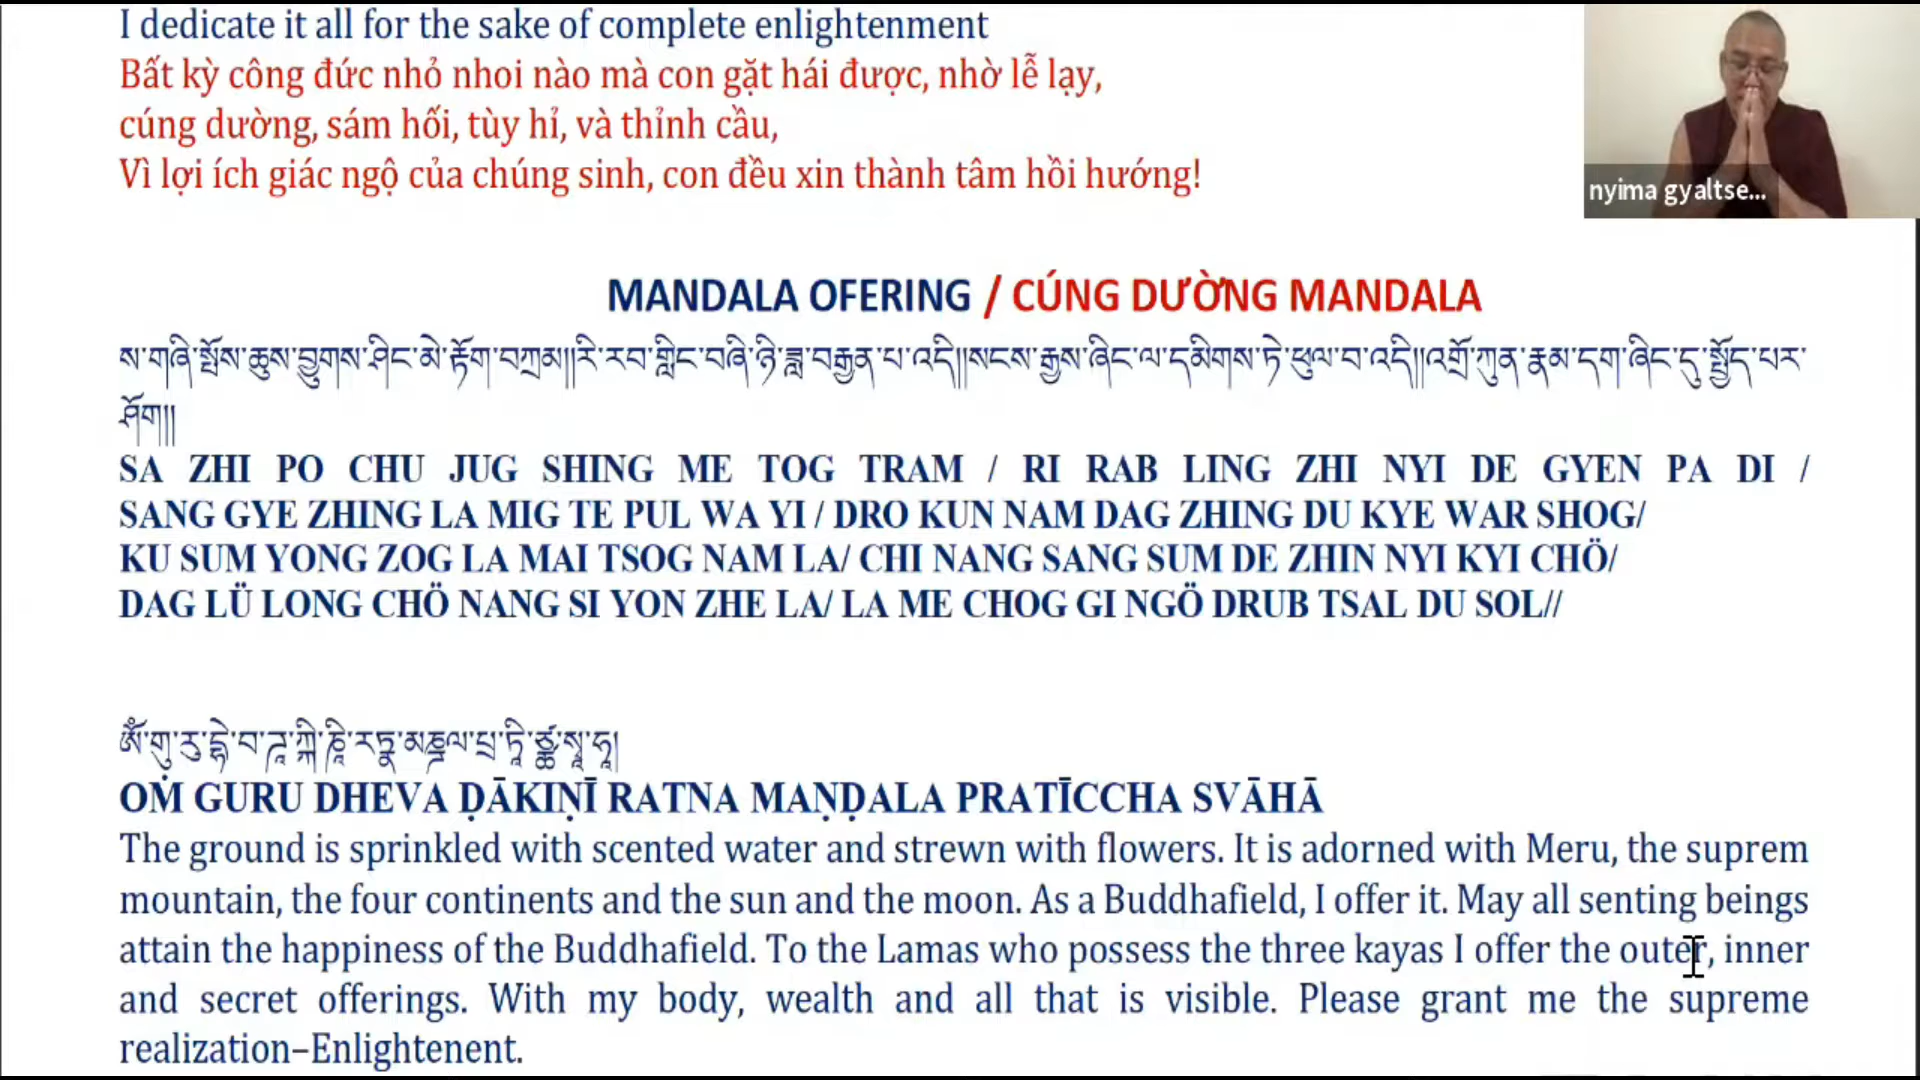 I dedicate it all for the sake of complete enlightenment
Bất kỳ công đức nhỏ nhoi nào mà con gặt hái được, nhờ lễ lạy,
cúng dường, sám hối, tùy hỉ, và thỉnh cầu,
Vì lợi ích giác ngộ của chúng sinh, con đều xin thành tâm hồi hướng!
nyima gyaltse...
MANDALA OFERING / CÚNG DƯỜNG MANDALA
ས་གཞི་སྤོས་ཆུས་བྱུགས་ཤིང་མེ་ཏོག་བཀྲམ།།རི་རབ་གླིང་བཞི་ཉི་ཟླ་བརྒྱན་པ་འདི།།སངས་རྒྱས་ཞིང་ལ་དམིགས་ཏེ་ཕུལ་བ་འདི།།འགྲོ་ཀུན་རྣམ་དག་ཞིང་དུ་སྤྱོད་པར་
ཤོག།།
SA ZHI PO CHU JUG SHING ME TOG TRAM / RI RAB LING ZHI NYI DE GYEN PA DI /
SANG GYE ZHING LA MIG TE PUL WA YI / DRO KUN NAM DAG ZHING DU KYE WAR SHOG/
KU SUM YONG ZOG LA MAI TSOG NAM LA/ CHI NANG SANG SUM DE ZHIN NYI KYI CHÖ/
DAG LÜ LONG CHÖ NANG SI YON ZHE LA/ LA ME CHOG GI NGÖ DRUB TSAL DU SOL//
OṀ GURU DHEVA ḌĀKIṆĪ RATNA MAṆḌALA PRATĪCCHA SVĀHĀ
The ground is sprinkled with scented water and strewn with flowers. It is adorned with Meru, the suprem
mountain, the four continents and the sun and the moon. As a Buddhafield, I offer it. May all senting beings
attain the happiness of the Buddhafield. To the Lamas who possess the three kayas I offer the outer, inner
and secret offerings. With my body, wealth and all that is visible. Please grant me the supreme
realization–Enlightenent.